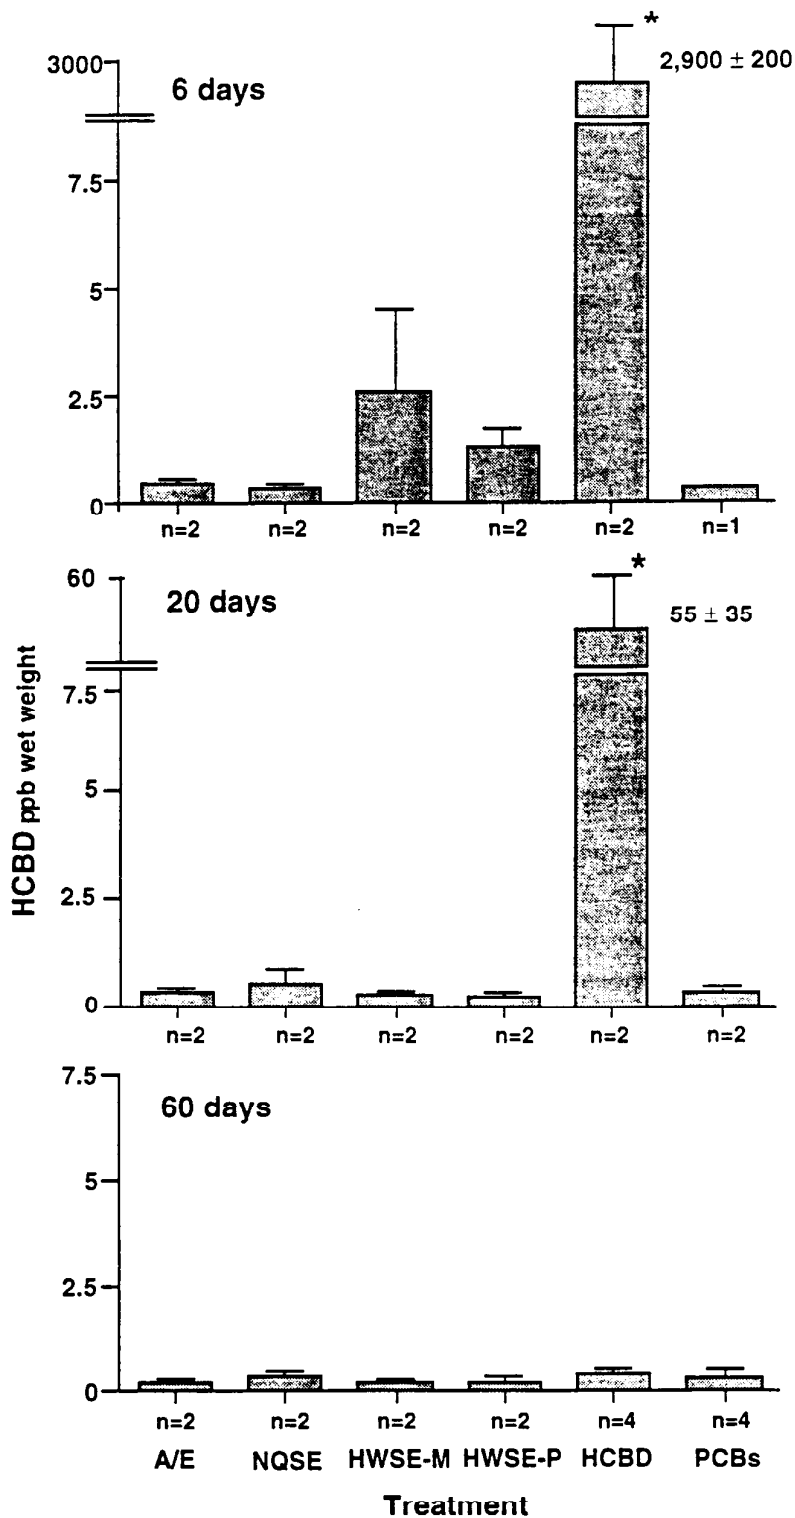 3000
6 days
*
2,900 ± 200
7.5
5
2.5
0
n=2 n=2 n=2 n=2 n=2 n=1
60
20 days
*
55 ± 35
7.5
5
2.5
0
n=2 n=2 n=2 n=2 n=2 n=2
HCBD ppb wet weight
7.5
60 days
5
2.5
0
n=2 n=2 n=2 n=2 n=4 n=4
A/E NQSE HWSE-M HWSE-P HCBD PCBs
Treatment